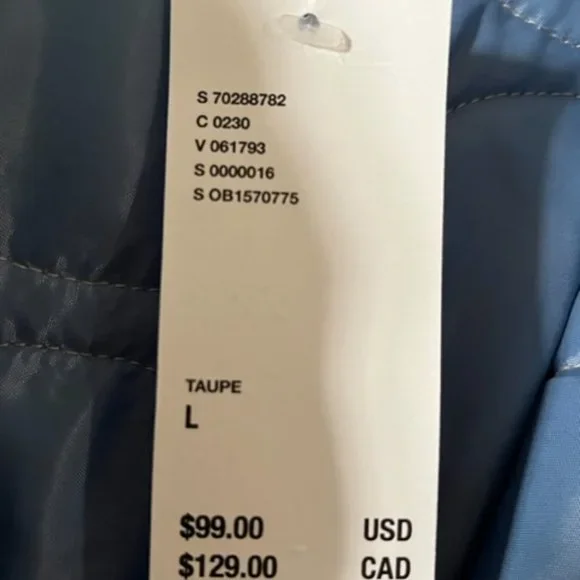 S 70288782
C 0230
V 061793
S 0000016
S OB1570775
TAUPE
L
$99.00 USD
$129.00 CAD